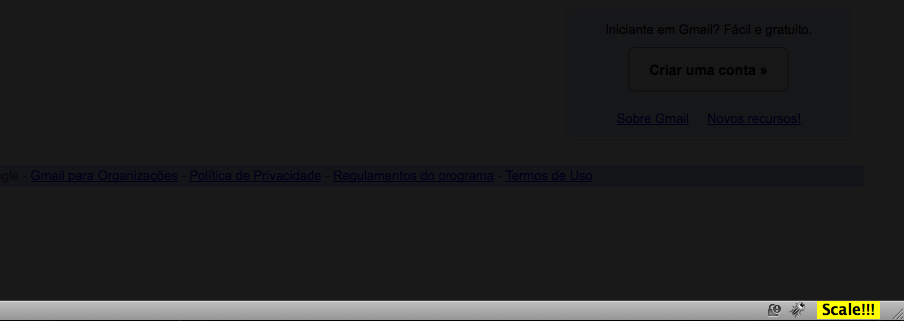 Iniciante em Gmail? Fácil e gratuito.
Criar uma conta »
Sobre Gmail Novos recursos!
ogle - Gmail para Organizações - Política de Privacidade - Regulamentos do programa - Termos de Uso
Scale!!!